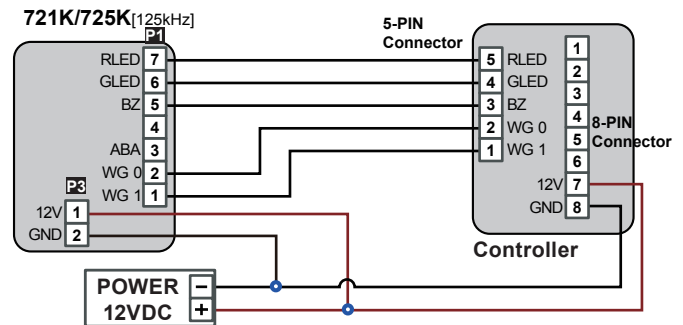 721K/725K[125kHz]
P1
RLED 7
GLED 6
BZ 5
4
ABA 3
WG 0 2
WG 1 1
P3
12V 1
GND 2
5-PIN
Connector
5 RLED
4 GLED
3 BZ
2 WG 0
1 WG 1
1
2
3
4
5
6
12V 7
GND 8
8-PIN
Connector
Controller
POWER −
12VDC +